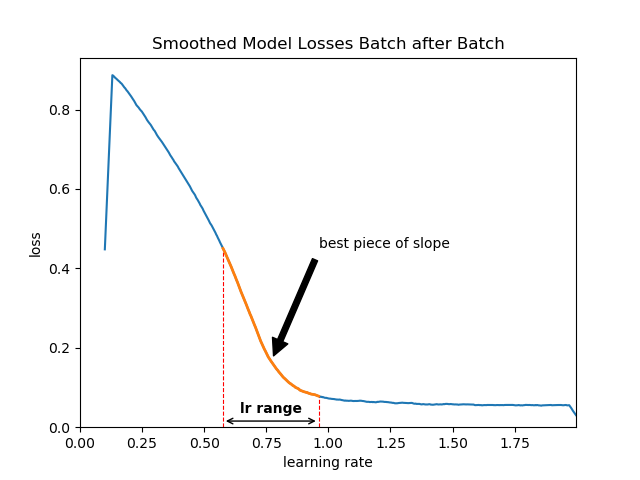 Smoothed Model Losses Batch after Batch
0.8
0.6
0.4
0.2
0.0
loss
best piece of slope
lr range
0.00 0.25 0.50 0.75 1.00 1.25 1.50 1.75
learning rate